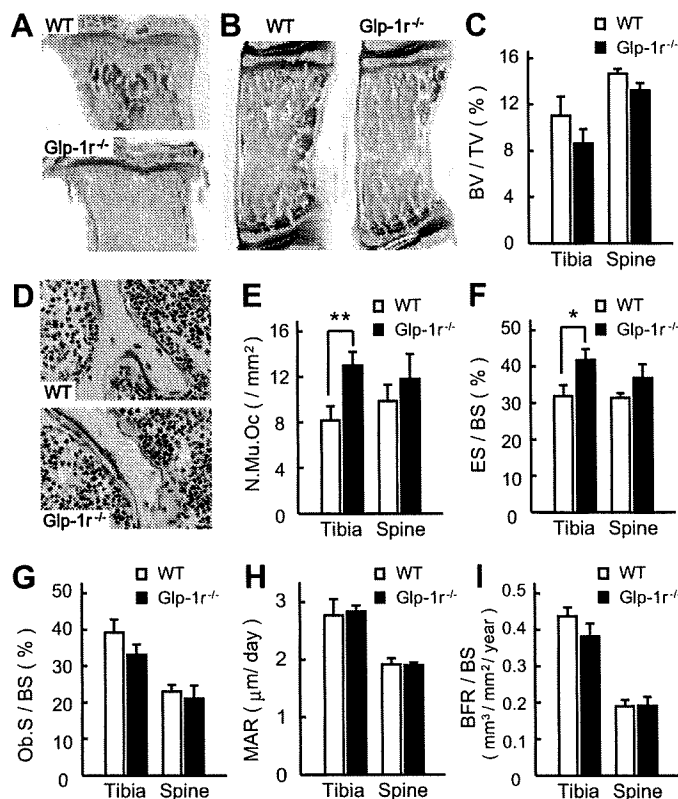 A
WT
Glp-1r-/-
B
WT Glp-1r-/-
C
WT
Glp-1r-/-
BV / TV ( % )
16
12
8
4
0
Tibia Spine
D
WT
Glp-1r-/-
E
WT
Glp-1r-/-
**
N.Mu.Oc ( / mm2)
16
12
8
4
0
Tibia Spine
F
WT
Glp-1r-/-
*
ES / BS ( % )
50
40
30
20
10
0
Tibia Spine
G
WT
Glp-1r-/-
Ob.S / BS ( % )
50
40
30
20
10
0
Tibia Spine
H
WT
Glp-1r-/-
MAR ( μm/ day)
3
2
1
0
Tibia Spine
I
WT
Glp-1r-/-
BFR / BS
( mm3/ mm2/ year)
0.5
0.4
0.3
0.2
0.1
0
Tibia Spine